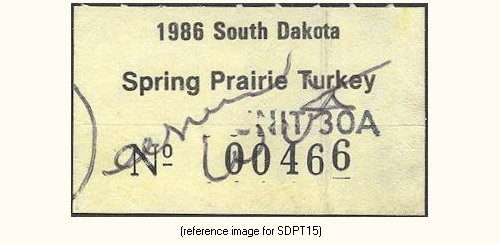 1986 South Dakota
Spring Prairie Turkey
UNIT 30A
No 00466
(reference image for SDPT15)